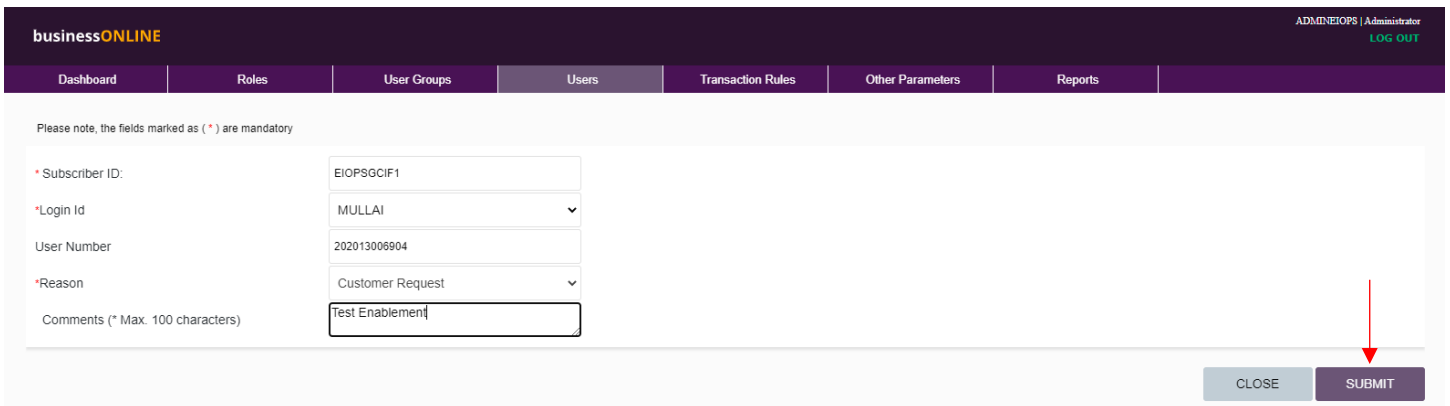 ADMINEIOPS | Administrator
businessONLINE
LOG OUT
Dashboard Roles User Groups Users Transaction Rules Other Parameters Reports
Please note, the fields marked as ( * ) are mandatory
* Subscriber ID: EIOPSGCIF1
*Login Id MULLAI
User Number 202013006904
*Reason Customer Request
Comments (* Max. 100 characters) Test Enablement
CLOSE SUBMIT